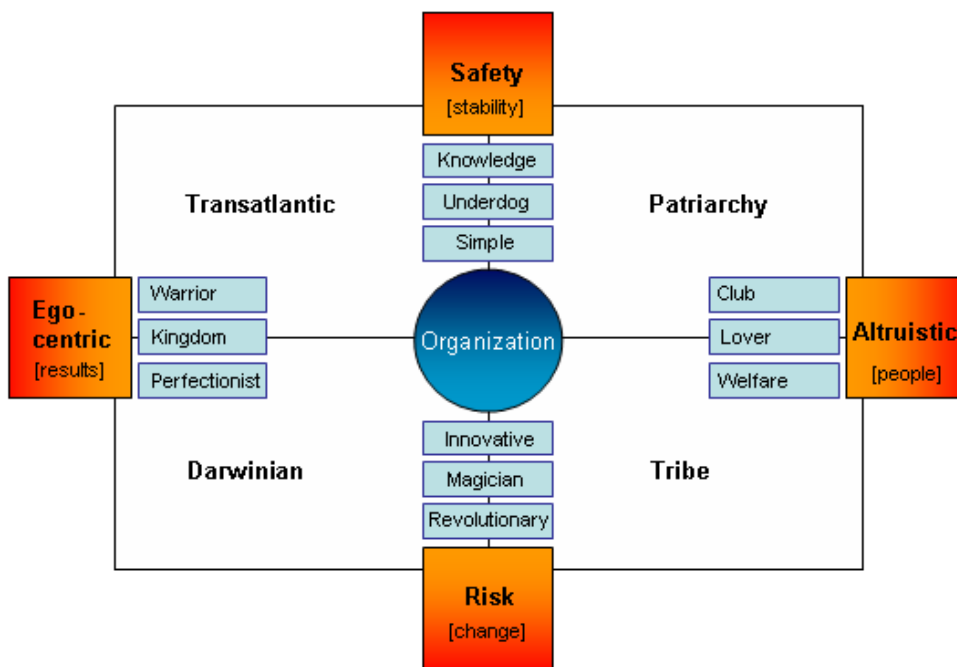 Safety
[stability]
Knowledge
Underdog
Simple
Transatlantic
Patriarchy
Ego-
centric
[results]
Warrior
Kingdom
Perfectionist
Organization
Club
Lover
Welfare
Altruistic
[people]
Darwinian
Tribe
Innovative
Magician
Revolutionary
Risk
[change]